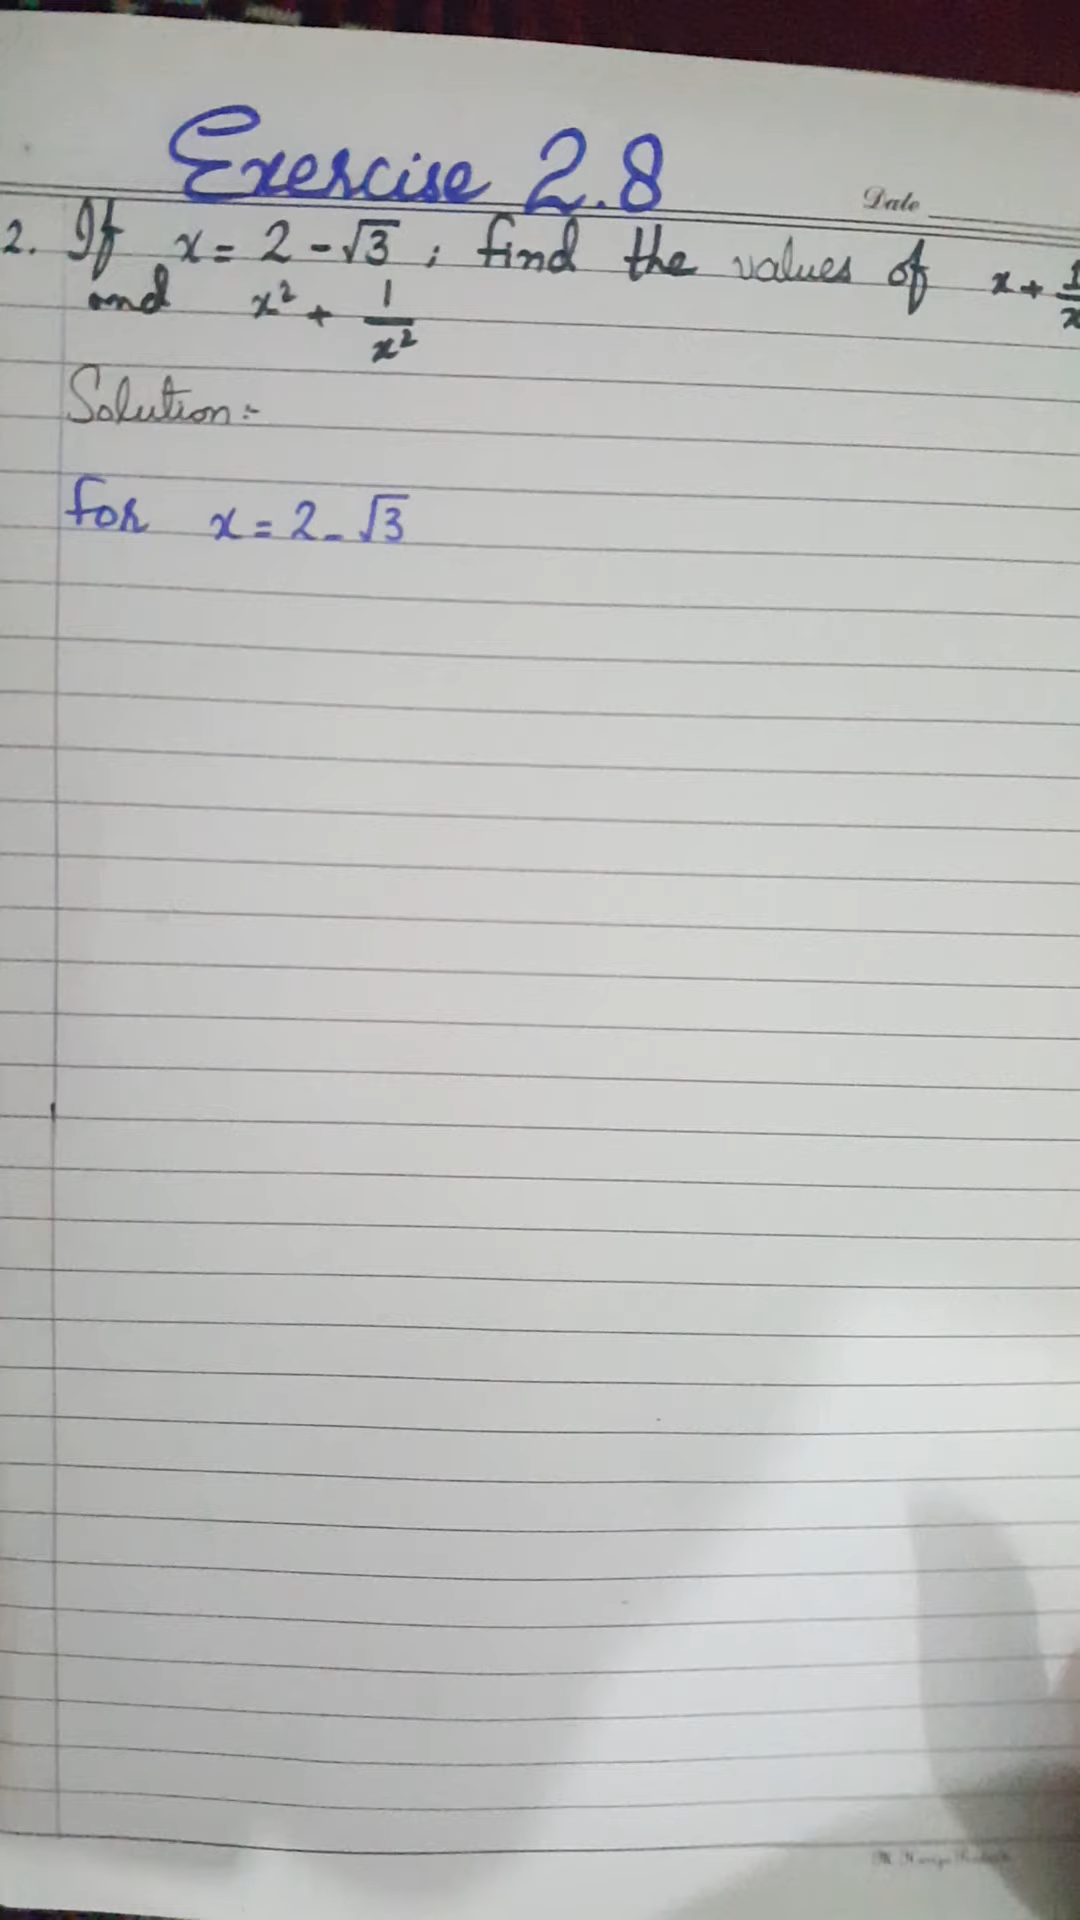 Exercise 2.8
Date
2. If x = 2 - √3 ; find the values of x + 1/x
and x² + 1/x²
Solution:-
for x = 2 - √3